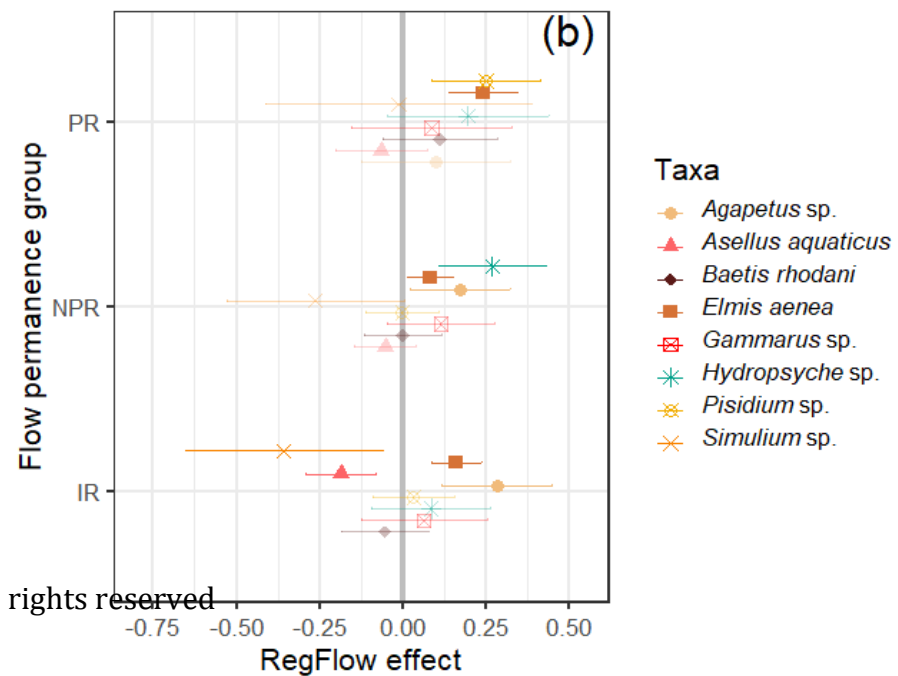 (b)
PR
NPR
IR
Flow permanence group
Taxa
Agapetus sp.
Asellus aquaticus
Baetis rhodani
Elmis aenea
Gammarus sp.
Hydropsyche sp.
Pisidium sp.
Simulium sp.
rights reserved
-0.75 -0.50 -0.25 0.00 0.25 0.50
RegFlow effect